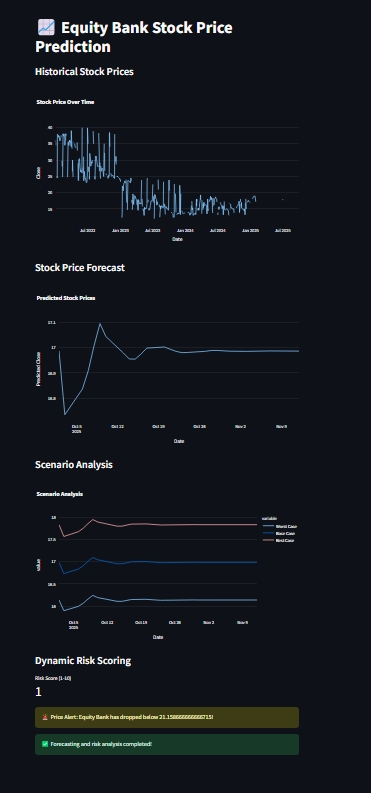 📈 Equity Bank Stock Price
Prediction
Historical Stock Prices
Stock Price Over Time
40
35
30
25
20
15
Close
Jul 2022 Jan 2023 Jul 2023 Jan 2024 Jul 2024 Jan 2025 Jul 2025
Date
Stock Price Forecast
Predicted Stock Prices
17.1
17
16.9
16.8
Predicted Close
Oct 5 Oct 12 Oct 19 Oct 26 Nov 2 Nov 9
2025
Date
Scenario Analysis
Scenario Analysis
18
17.5
17
16.5
16
value
variable
Worst Case
Base Case
Best Case
Oct 5 Oct 12 Oct 19 Oct 26 Nov 2 Nov 9
2025
Date
Dynamic Risk Scoring
Risk Score (1-10)
1
🚨 Price Alert: Equity Bank has dropped below
✅ Forecasting and risk analysis completed!